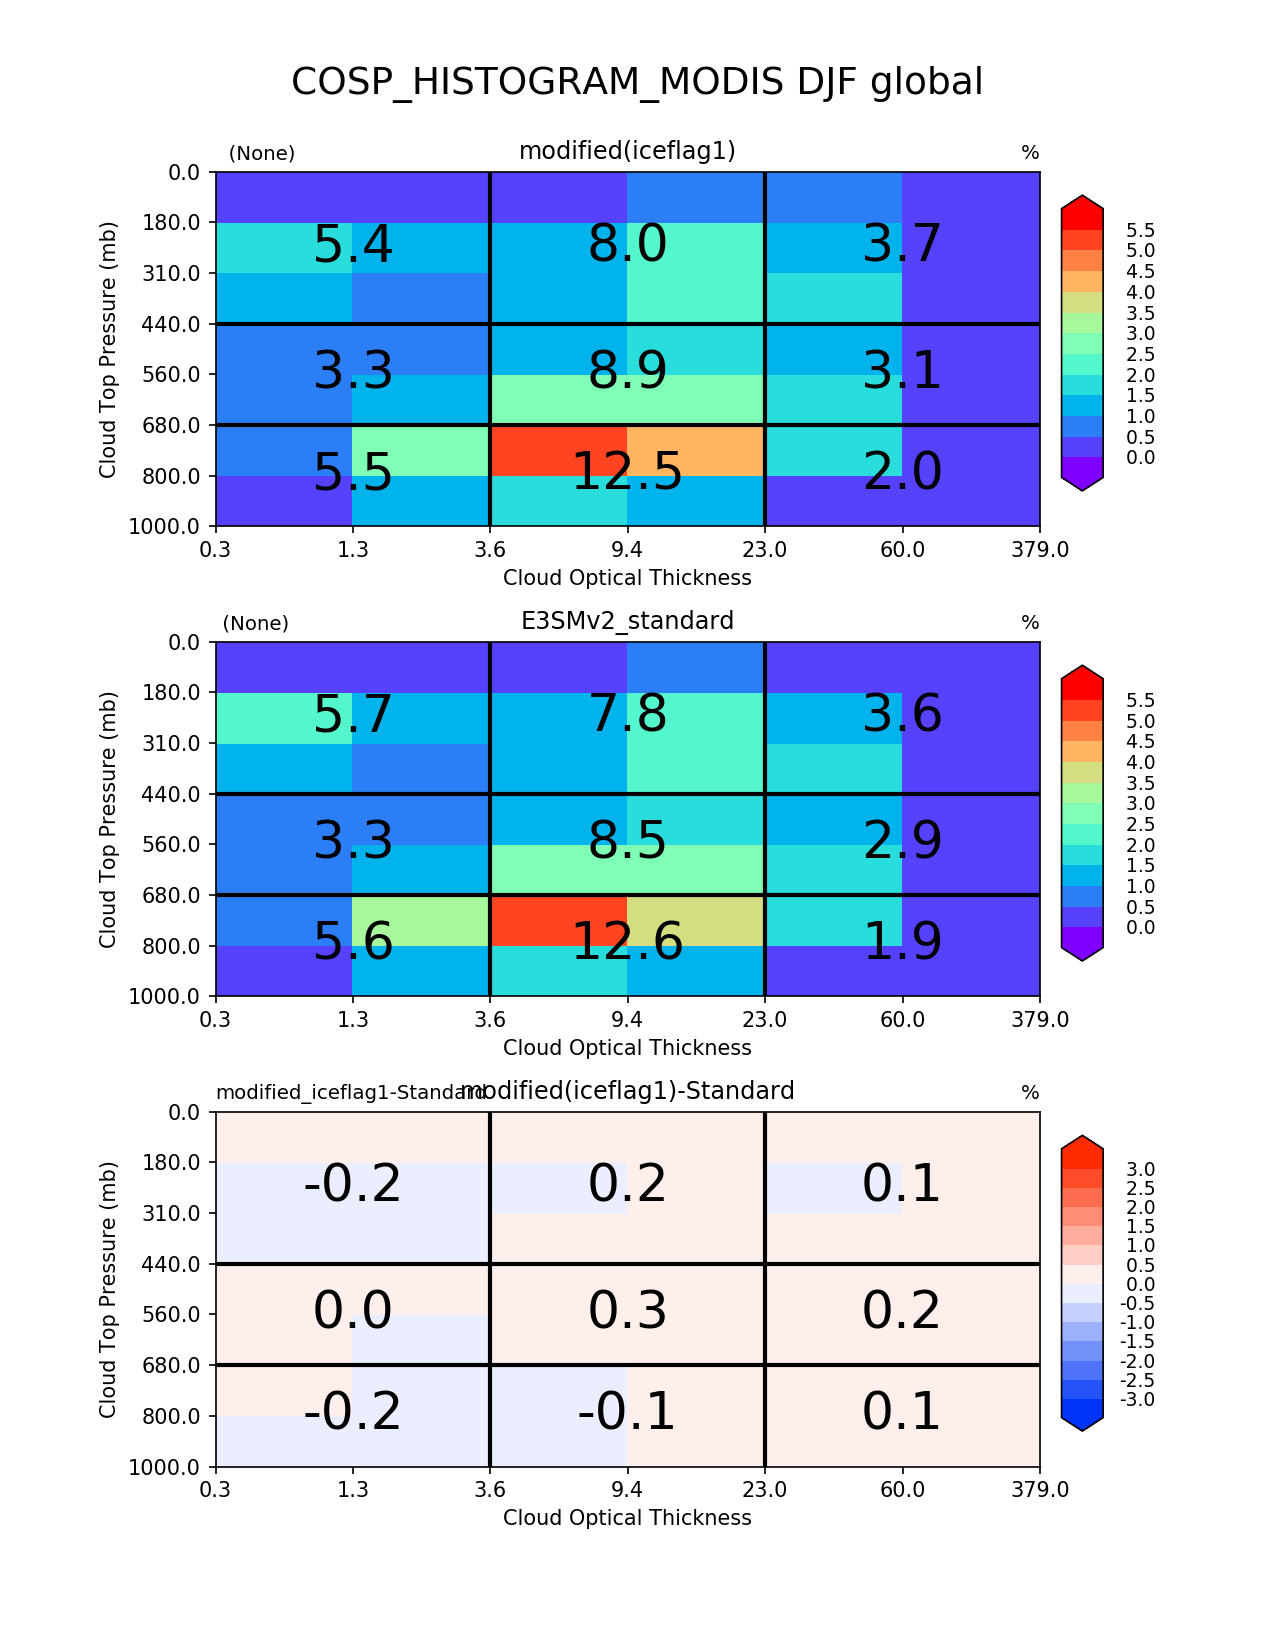 COSP_HISTOGRAM_MODIS DJF global
(None) modified(iceflag1) %
0.0
180.0
310.0
440.0
560.0
680.0
800.0
1000.0
Cloud Top Pressure (mb)
5.4 8.0 3.7
3.3 8.9 3.1
5.5 12.5 2.0
0.3 1.3 3.6 9.4 23.0 60.0 379.0
Cloud Optical Thickness
5.5
5.0
4.5
4.0
3.5
3.0
2.5
2.0
1.5
1.0
0.5
0.0
(None) E3SMv2_standard %
0.0
180.0
310.0
440.0
560.0
680.0
800.0
1000.0
Cloud Top Pressure (mb)
5.7 7.8 3.6
3.3 8.5 2.9
5.6 12.6 1.9
0.3 1.3 3.6 9.4 23.0 60.0 379.0
Cloud Optical Thickness
5.5
5.0
4.5
4.0
3.5
3.0
2.5
2.0
1.5
1.0
0.5
0.0
modified_iceflag1-Standard modified(iceflag1)-Standard %
0.0
180.0
310.0
440.0
560.0
680.0
800.0
1000.0
Cloud Top Pressure (mb)
-0.2 0.2 0.1
0.0 0.3 0.2
-0.2 -0.1 0.1
0.3 1.3 3.6 9.4 23.0 60.0 379.0
Cloud Optical Thickness
3.0
2.5
2.0
1.5
1.0
0.5
0.0
-0.5
-1.0
-1.5
-2.0
-2.5
-3.0